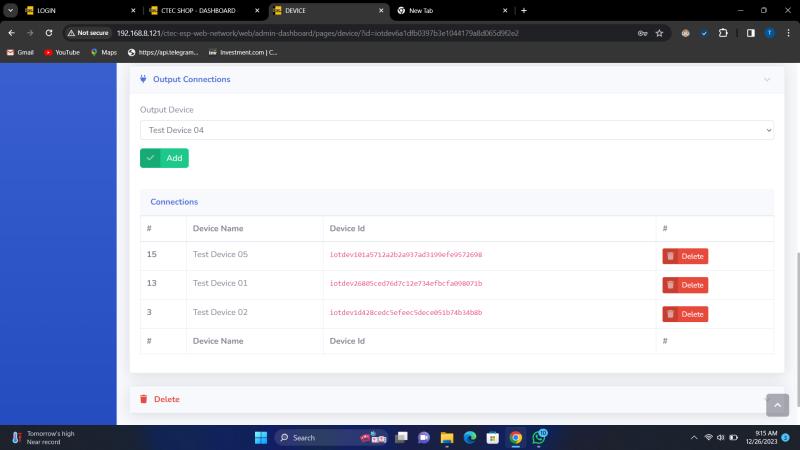 LOGIN
CTEC SHOP - DASHBOARD
DEVICE
New Tab
Not secure
192.168.8.121/ctec-esp-web-network/web/admin-dashboard/pages/device/?id=iotdev6a1dfb0397b3e1044179a8d065d9f2e2
Gmail
YouTube
Maps
https://api.telegram...
Investment.com | C...
Output Connections
Output Device
Test Device 04
Add
Connections
# Device Name Device Id #
15 Test Device 05 iotdev101a5712a2b2a937ad3199efe9572698 Delete
13 Test Device 01 iotdev26805ced76d7c12e734efbcfa098071b Delete
3 Test Device 02 iotdev1d428cedc5efeec5dece051b74b34b8b Delete
# Device Name Device Id #
Delete
Tomorrow's high
Near record
Search
9:15 AM
12/26/2023